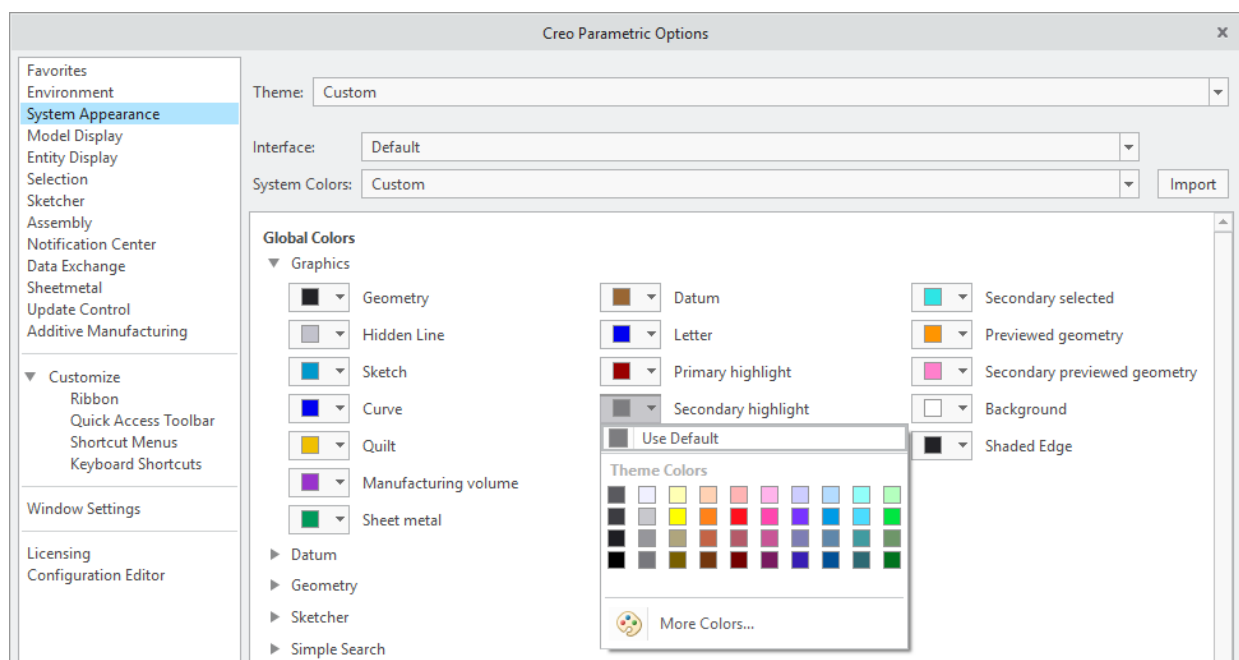 Creo Parametric Options
Favorites
Environment
System Appearance
Model Display
Entity Display
Selection
Sketcher
Assembly
Notification Center
Data Exchange
Sheetmetal
Update Control
Additive Manufacturing
Customize
Ribbon
Quick Access Toolbar
Shortcut Menus
Keyboard Shortcuts
Window Settings
Licensing
Configuration Editor
Theme: Custom
Interface: Default
System Colors: Custom Import
Global Colors
Graphics
Geometry Datum Secondary selected
Hidden Line Letter Previewed geometry
Sketch Primary highlight Secondary previewed geometry
Curve Secondary highlight Background
Quilt Use Default Shaded Edge
Theme Colors
Manufacturing volume
Sheet metal
Datum
Geometry
Sketcher
More Colors...
Simple Search